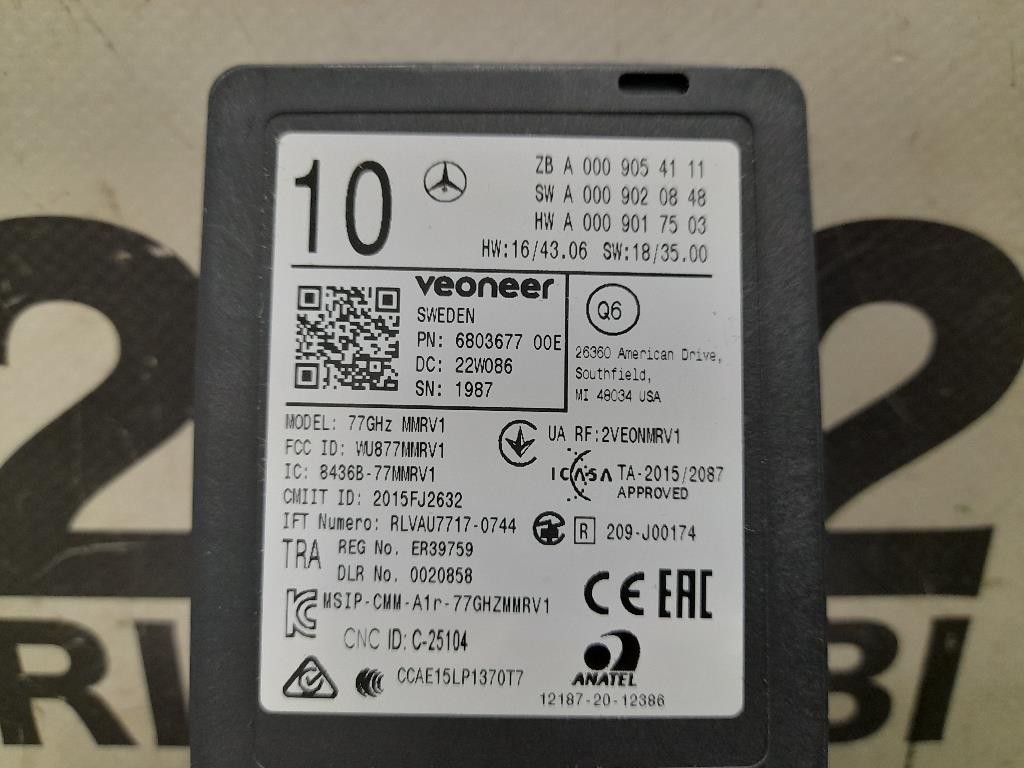 10
ZB A 000 905 41 11
SW A 000 902 08 48
HW A 000 901 75 03
HW:16/43.06 SW:18/35.00
veoneer
SWEDEN
PN: 6803677 00E
DC: 22W086
SN: 1987
Q6
26360 American Drive,
Southfield,
MI 48034 USA
MODEL: 77GHz MMRV1
FCC ID: WU877MMRV1
IC: 8436B-77MMRV1
CMIIT ID: 2015FJ2632
IFT Numero: RLVAU7717-0744
UA RF:2VEONMRV1
ICASA TA-2015/2087
APPROVED
R 209-J00174
TRA REG No. ER39759
DLR No. 0020858
MSIP-CMM-A1r-77GHZMMRV1
CE EAC
CNC ID: C-25104
CCAE15LP1370T7
ANATEL
12187-20-12386
2
2
RI
BI